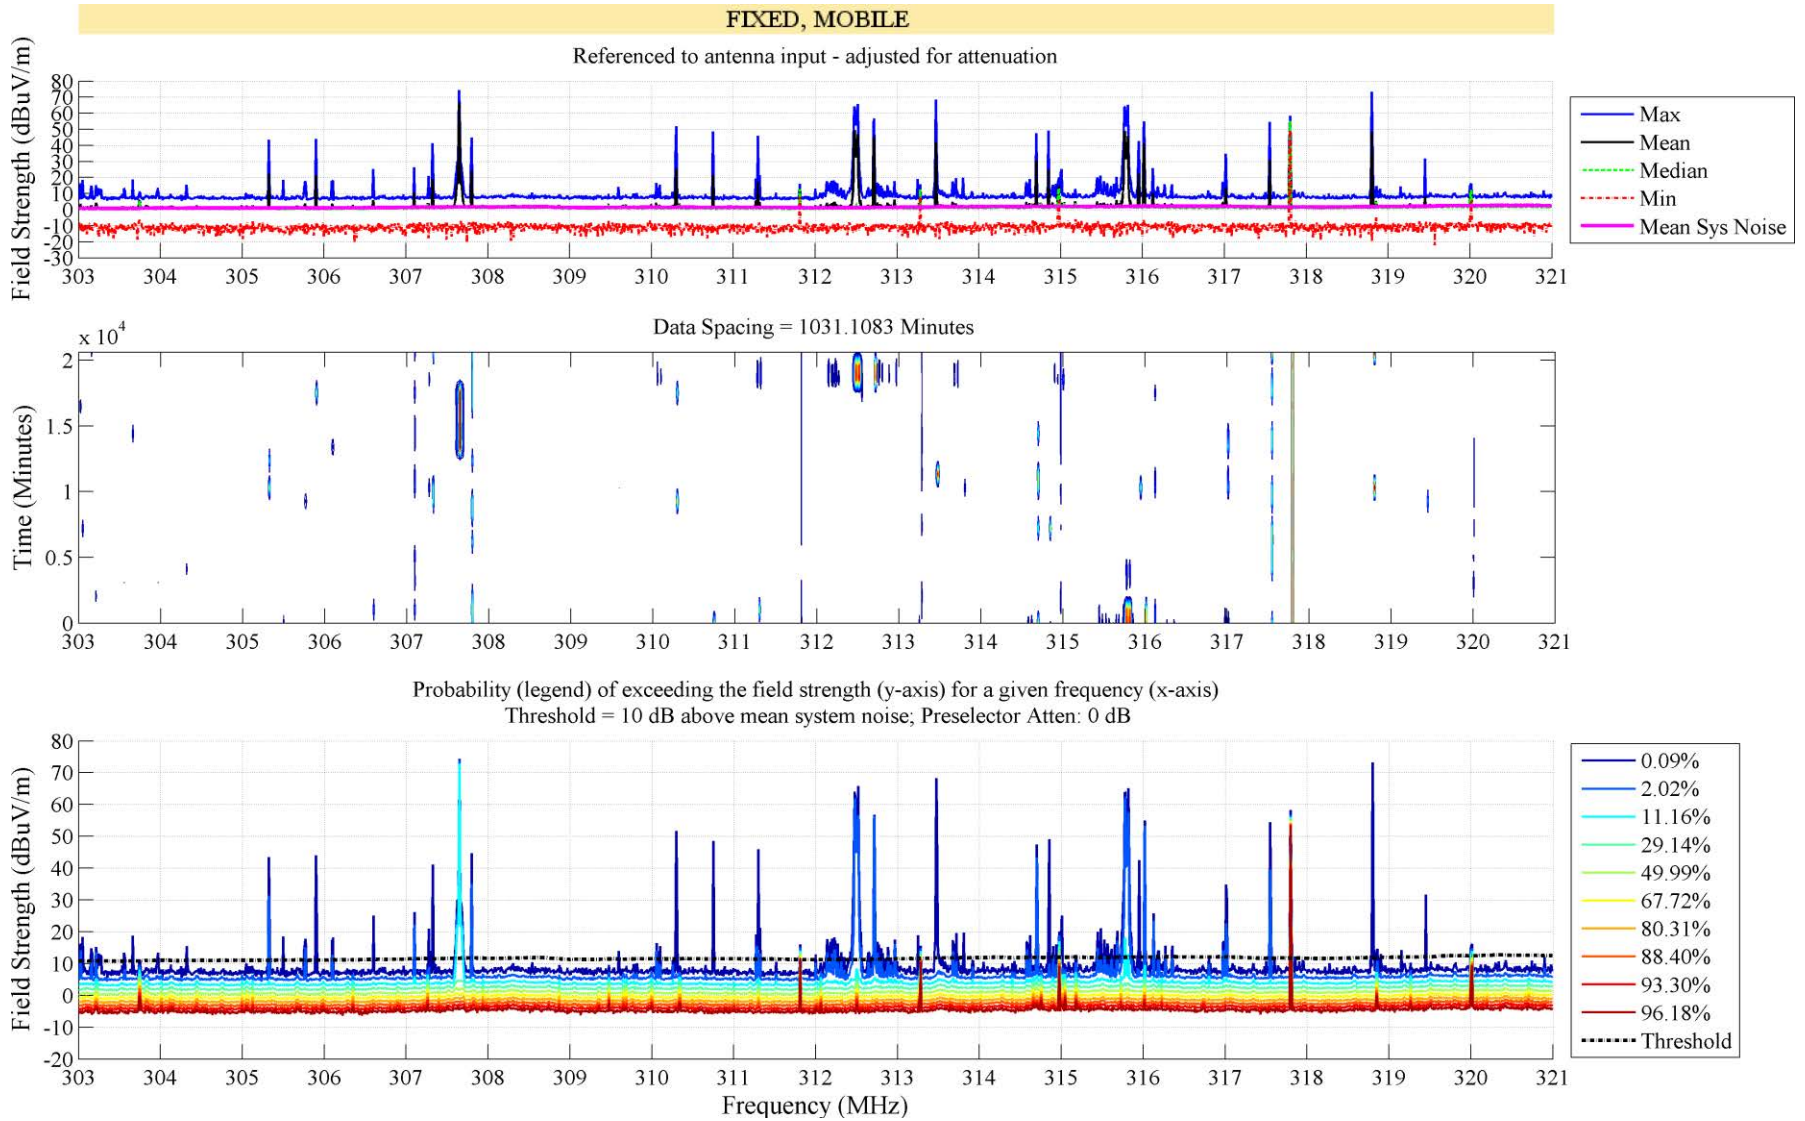 FIXED, MOBILE
Referenced to antenna input - adjusted for attenuation
Field Strength (dBuV/m)
80
70
60
50
40
30
20
10
0
-10
-20
-30
303 304 305 306 307 308 309 310 311 312 313 314 315 316 317 318 319 320 321
Max
Mean
Median
Min
Mean Sys Noise
x 10^4
Data Spacing = 1031.1083 Minutes
Time (Minutes)
2
1.5
1
0.5
0
303 304 305 306 307 308 309 310 311 312 313 314 315 316 317 318 319 320 321
Probability (legend) of exceeding the field strength (y-axis) for a given frequency (x-axis)
Threshold = 10 dB above mean system noise; Preselector Atten: 0 dB
Field Strength (dBuV/m)
80
70
60
50
40
30
20
10
0
-10
-20
303 304 305 306 307 308 309 310 311 312 313 314 315 316 317 318 319 320 321
Frequency (MHz)
0.09%
2.02%
11.16%
29.14%
49.99%
67.72%
80.31%
88.40%
93.30%
96.18%
Threshold